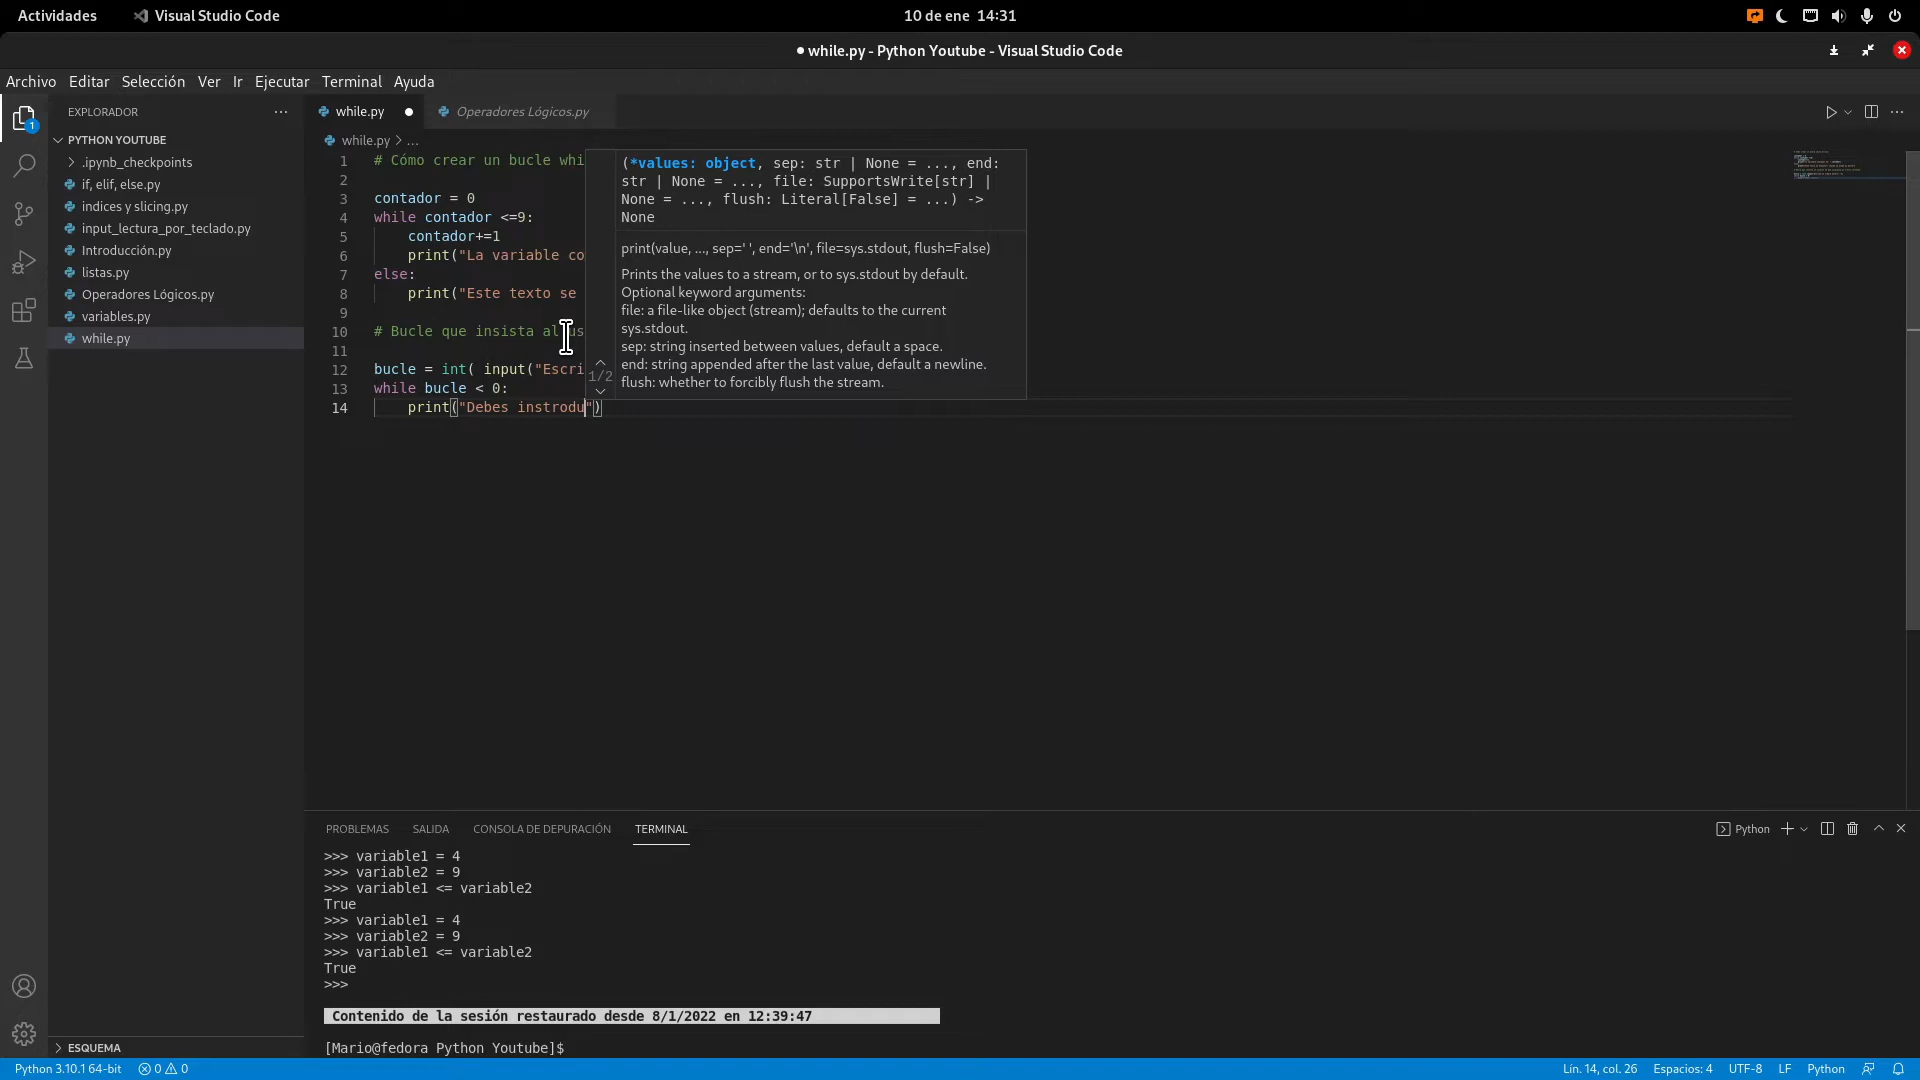 Actividades Visual Studio Code 10 de ene 14:31
while.py - Python Youtube - Visual Studio Code
Archivo Editar Selección Ver Ir Ejecutar Terminal Ayuda
EXPLORADOR
PYTHON YOUTUBE
.ipynb_checkpoints
if, elif, else.py
indices y slicing.py
input_lectura_por_teclado.py
Introducción.py
listas.py
Operadores Lógicos.py
variables.py
while.py
ESQUEMA
1
while.py Operadores Lógicos.py
while.py > ...
1 # Cómo crear un bucle whi
2
3 contador = 0
4 while contador <=9:
5 contador+=1
6 print("La variable co
7 else:
8 print("Este texto se
9
10 # Bucle que insista al us
11
12 bucle = int( input("Escri
13 while bucle < 0:
14 print("Debes instrodu")
(*values: object, sep: str | None = ..., end:
str | None = ..., file: SupportsWrite[str] |
None = ..., flush: Literal[False] = ...) ->
None
print(value, ..., sep=' ', end='\n', file=sys.stdout, flush=False)
Prints the values to a stream, or to sys.stdout by default.
Optional keyword arguments:
file: a file-like object (stream); defaults to the current
sys.stdout.
sep: string inserted between values, default a space.
end: string appended after the last value, default a newline.
flush: whether to forcibly flush the stream.
1/2
PROBLEMAS SALIDA CONSOLA DE DEPURACIÓN TERMINAL
Python
>>> variable1 = 4
>>> variable2 = 9
>>> variable1 <= variable2
True
>>> variable1 = 4
>>> variable2 = 9
>>> variable1 <= variable2
True
>>>
Contenido de la sesión restaurado desde 8/1/2022 en 12:39:47
[Mario@fedora Python Youtube]$
Python 3.10.1 64-bit 0 0 Lín. 14, col. 26 Espacios: 4 UTF-8 LF Python